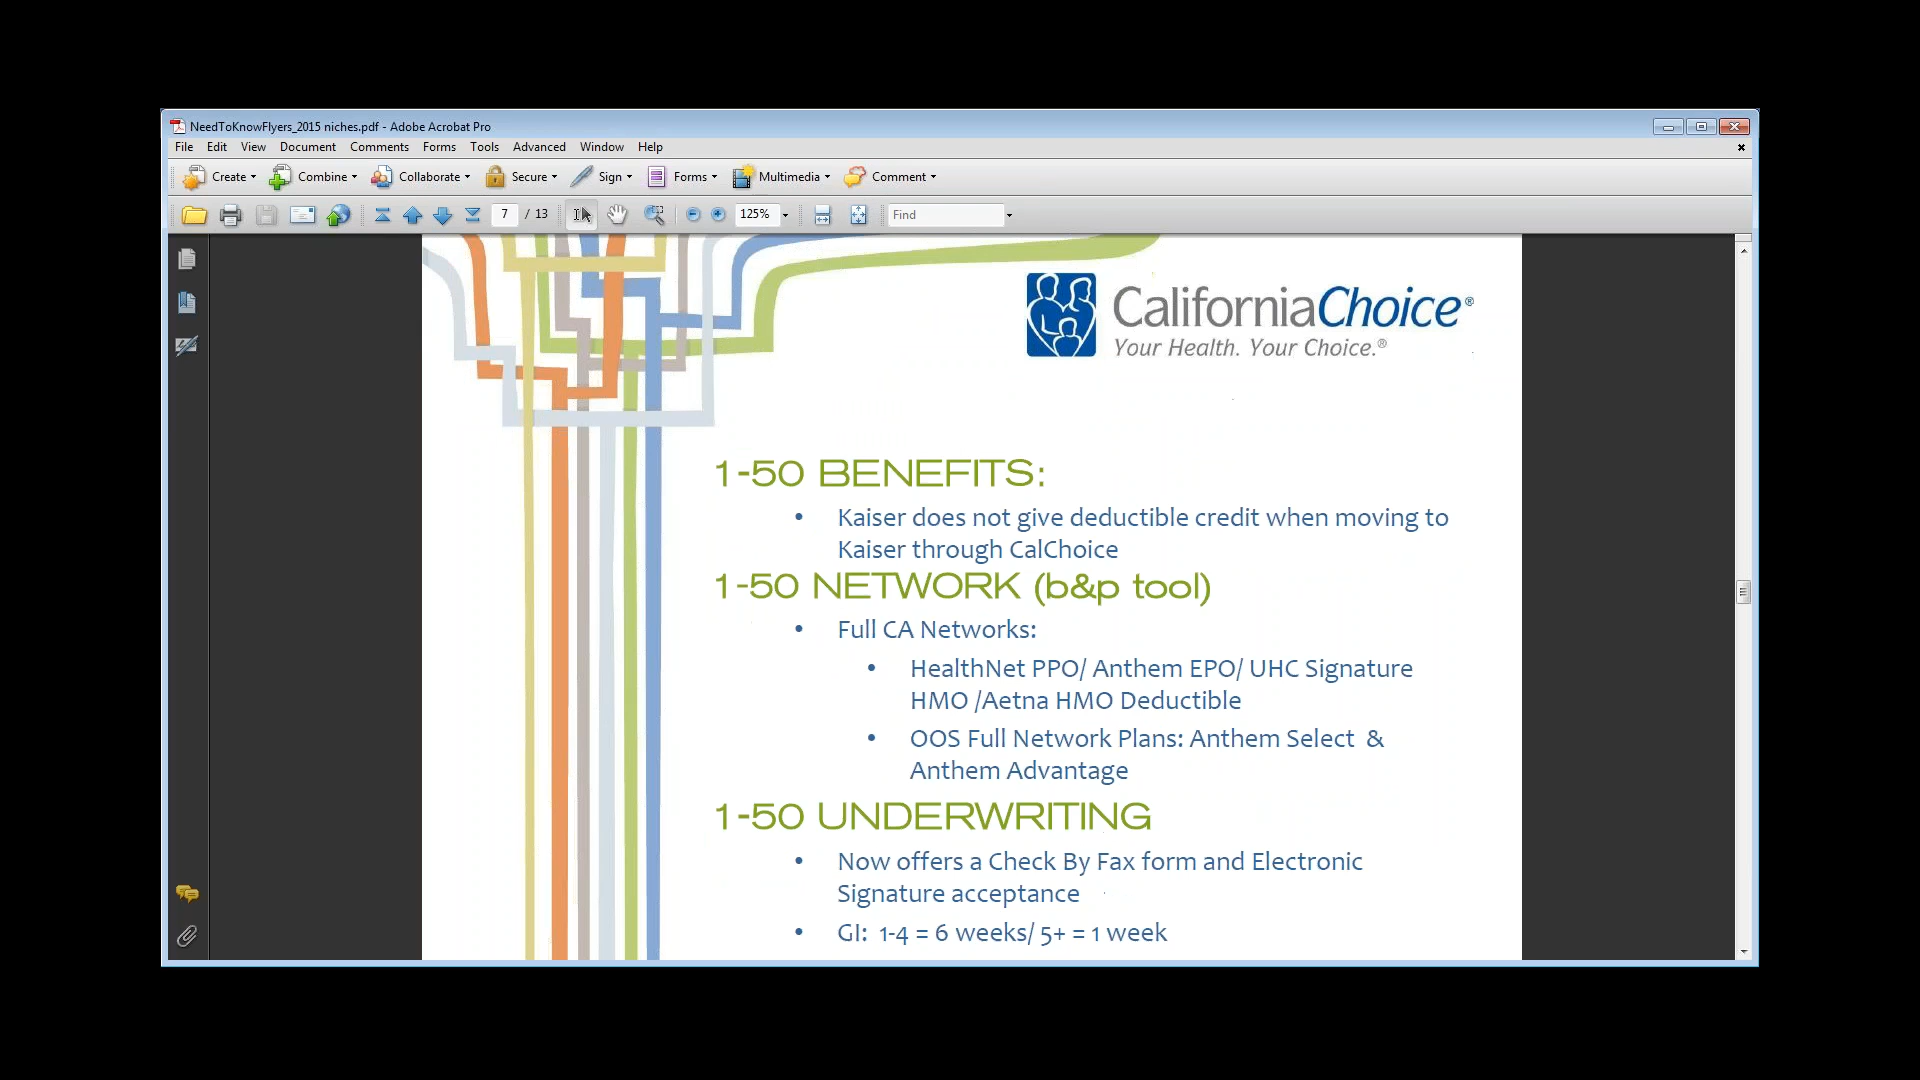 NeedToKnowFlyers_2015 niches.pdf - Adobe Acrobat Pro
File Edit View Document Comments Forms Tools Advanced Window Help
Create Combine Collaborate Secure Sign Forms Multimedia Comment
7 / 13 125% Find
CaliforniaChoice®
Your Health. Your Choice.®
1-50 BENEFITS:
• Kaiser does not give deductible credit when moving to
Kaiser through CalChoice
1-50 NETWORK (b&p tool)
• Full CA Networks:
• HealthNet PPO/ Anthem EPO/ UHC Signature
HMO /Aetna HMO Deductible
• OOS Full Network Plans: Anthem Select & 
Anthem Advantage
1-50 UNDERWRITING
• Now offers a Check By Fax form and Electronic
Signature acceptance
• GI: 1-4 = 6 weeks/ 5+ = 1 week